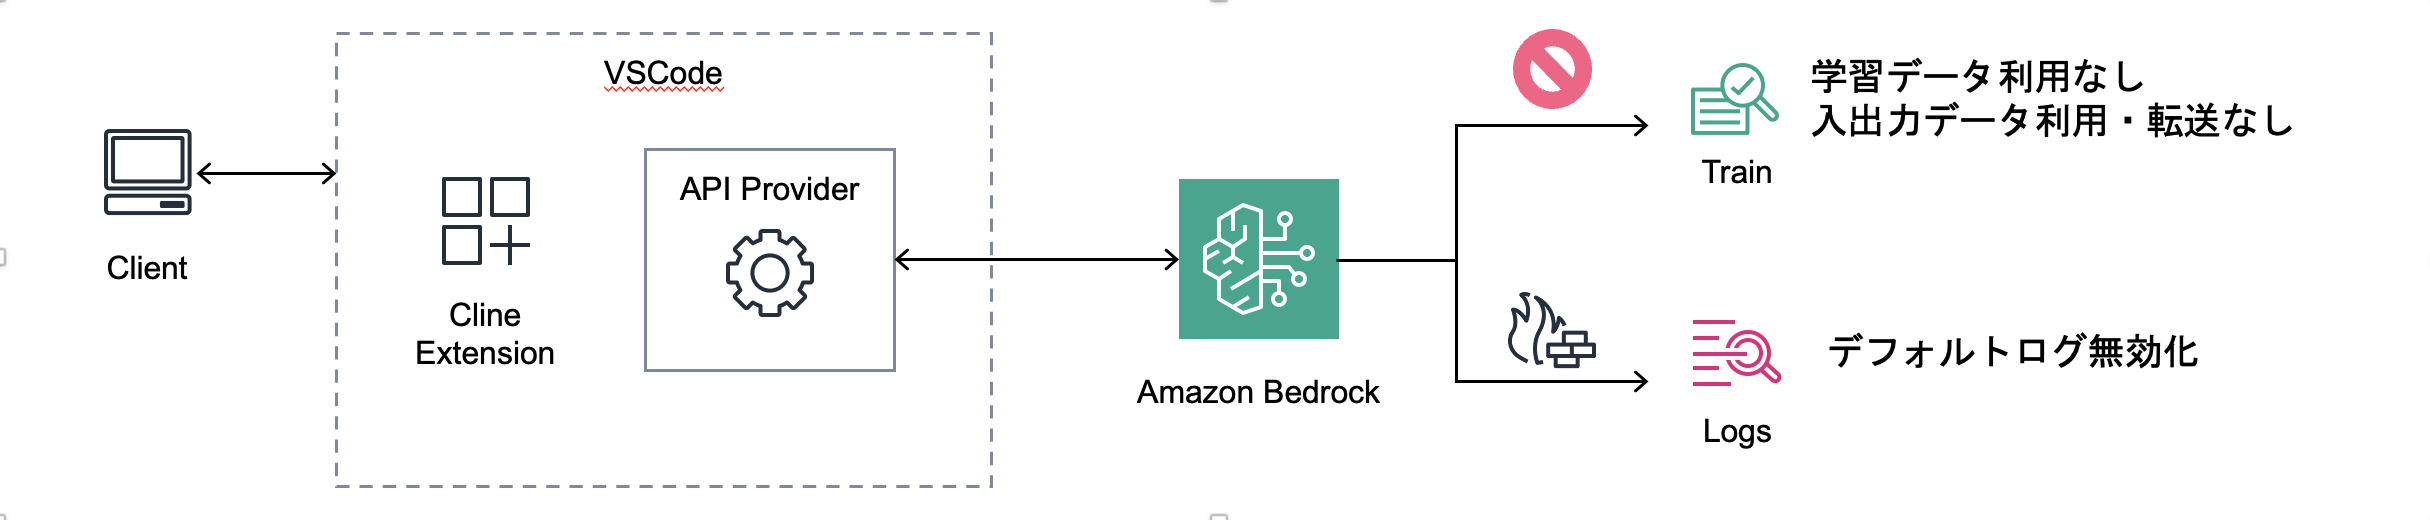 VSCode
Client
Cline
Extension
API Provider
Amazon Bedrock
学習データ利用なし
入出力データ利用・転送なし
Train
デフォルトログ無効化
Logs